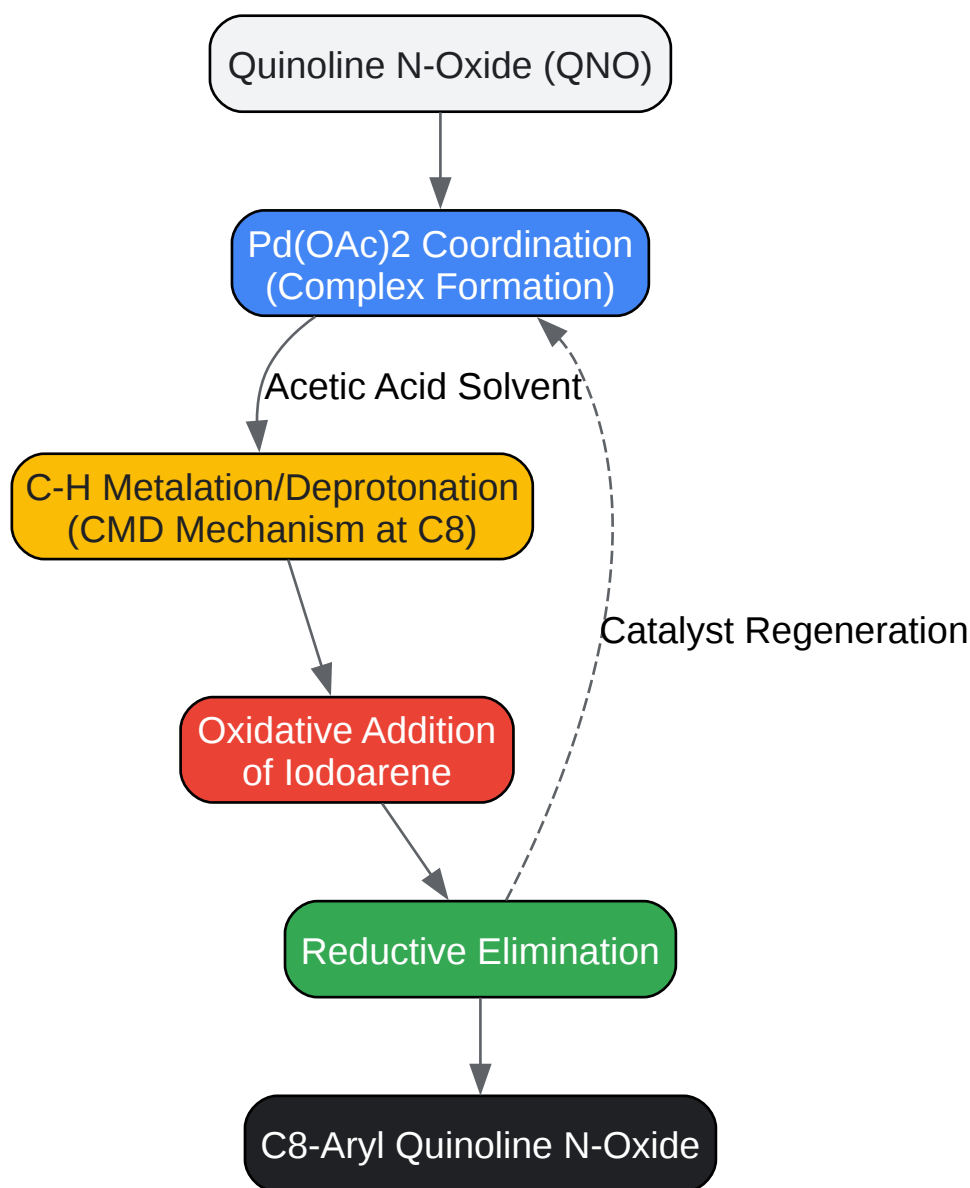 Quinoline N-Oxide (QNO)
Pd(OAc)2 Coordination
(Complex Formation)
Acetic Acid Solvent
C-H Metalation/Deprotonation
(CMD Mechanism at C8)
Catalyst Regeneration
Oxidative Addition
of Iodoarene
Reductive Elimination
C8-Aryl Quinoline N-Oxide